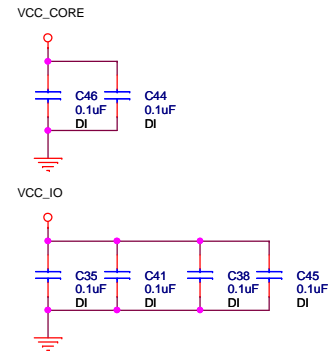 VCC_CORE
C46 C44
0.1uF 0.1uF
DI DI
VCC_IO
C35 C41 C38 C45
0.1uF 0.1uF 0.1uF 0.1uF
DI DI DI DI